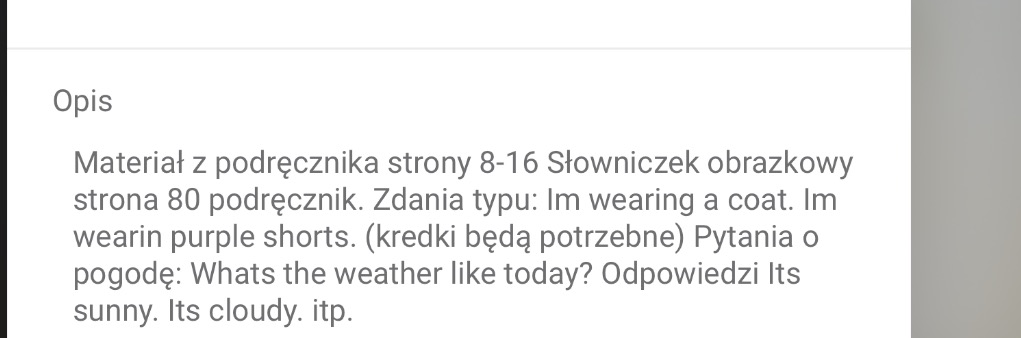 Opis
Materiał z podręcznika strony 8-16 Słowniczek obrazkowy
strona 80 podręcznik. Zdania typu: Im wearing a coat. Im
wearin purple shorts. (kredki będą potrzebne) Pytania o
pogodę: Whats the weather like today? Odpowiedzi Its
sunny. Its cloudy. itp.